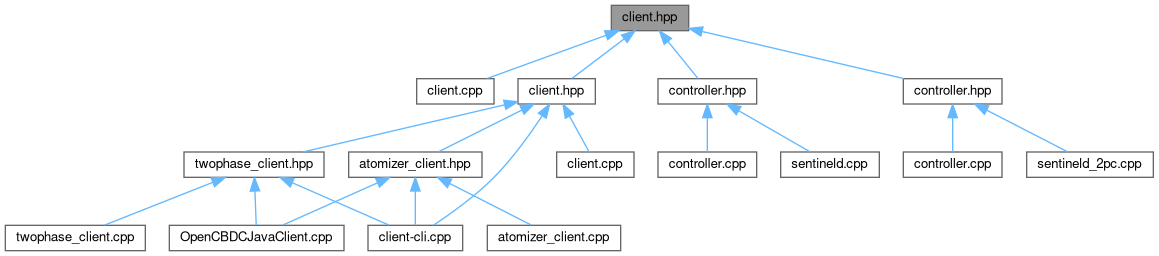 client.hpp
client.cpp
client.hpp
controller.hpp
controller.hpp
twophase_client.hpp
atomizer_client.hpp
client.cpp
controller.cpp
sentineld.cpp
controller.cpp
sentineld_2pc.cpp
twophase_client.cpp
OpenCBDCJavaClient.cpp
client-cli.cpp
atomizer_client.cpp